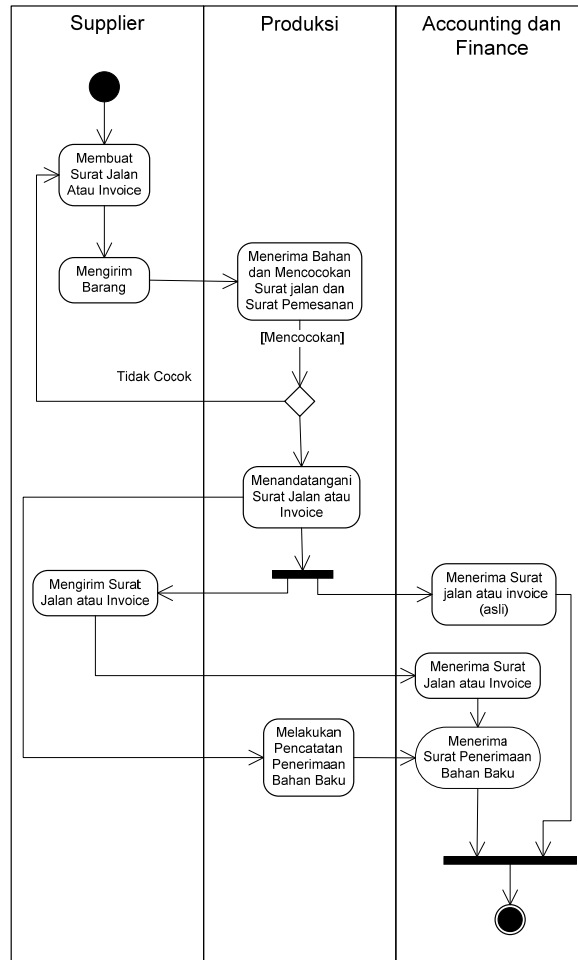 Supplier
Produksi
Accounting dan
Finance
Membuat
Surat Jalan
Atau Invoice
Mengirim
Barang
Menerima Bahan
dan Mencocokan
Surat jalan dan
Surat Pemesanan
[Mencocokan]
Tidak Cocok
Menandatangani
Surat Jalan atau
Invoice
Mengirim Surat
Jalan atau Invoice
Menerima Surat
jalan atau invoice
(asli)
Menerima Surat
Jalan atau Invoice
Melakukan
Pencatatan
Penerimaan
Bahan Baku
Menerima
Surat Penerimaan
Bahan Baku